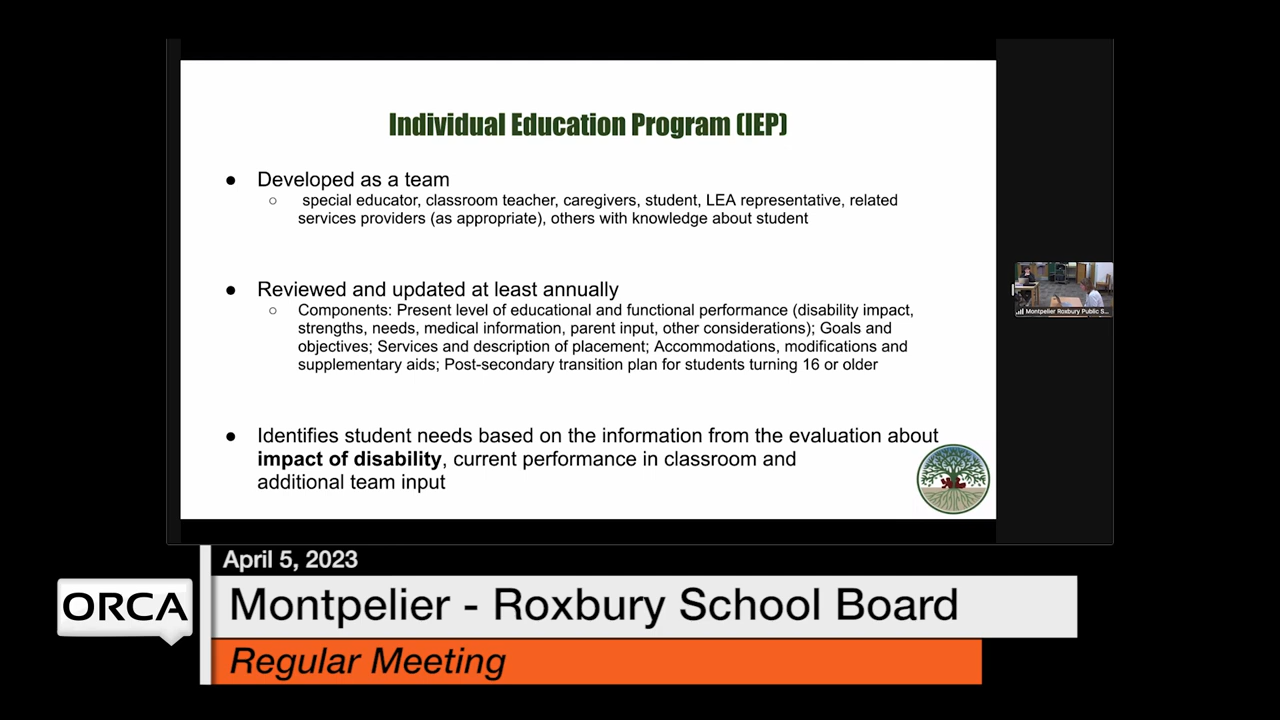 Individual Education Program (IEP)
● Developed as a team
○ special educator, classroom teacher, caregivers, student, LEA representative, related
services providers (as appropriate), others with knowledge about student
● Reviewed and updated at least annually
○ Components: Present level of educational and functional performance (disability impact,
strengths, needs, medical information, parent input, other considerations); Goals and
objectives; Services and description of placement; Accommodations, modifications and
supplementary aids; Post-secondary transition plan for students turning 16 or older
● Identifies student needs based on the information from the evaluation about
impact of disability, current performance in classroom and
additional team input
Montpelier Roxbury Public S...
April 5, 2023
ORCA
Montpelier - Roxbury School Board
Regular Meeting